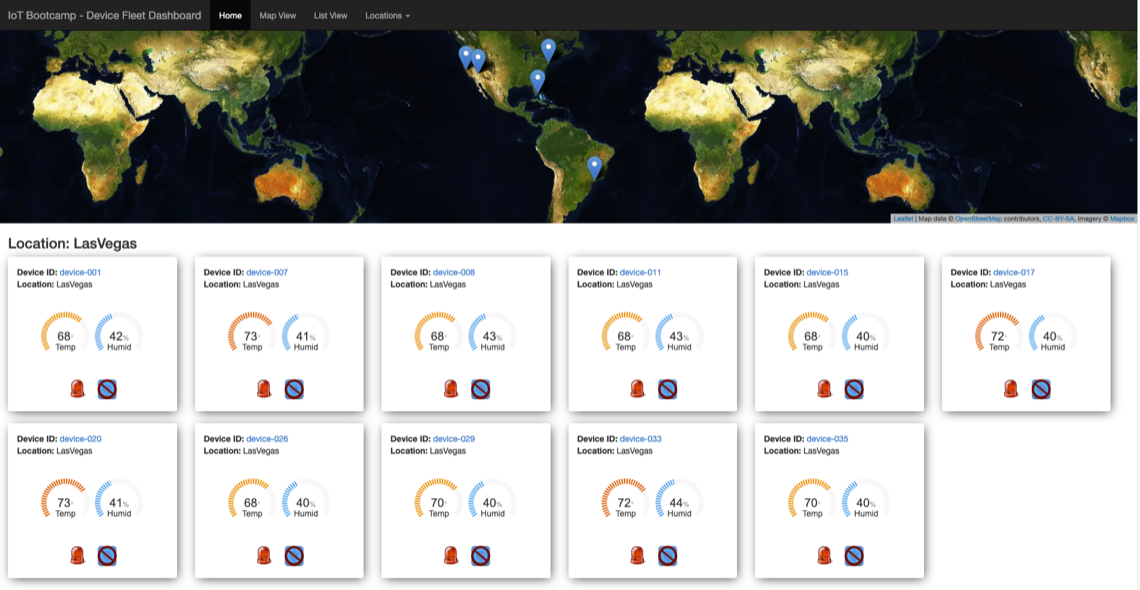 IoT Bootcamp - Device Fleet Dashboard Home Map View List View Locations
Leaflet | Map data © OpenStreetMap contributors, CC-BY-SA, Imagery © Mapbox
Location: LasVegas
Device ID: device-001
Location: LasVegas
68° 42%
Temp Humid
Device ID: device-007
Location: LasVegas
73° 41%
Temp Humid
Device ID: device-008
Location: LasVegas
68° 43%
Temp Humid
Device ID: device-011
Location: LasVegas
68° 43%
Temp Humid
Device ID: device-015
Location: LasVegas
68° 40%
Temp Humid
Device ID: device-017
Location: LasVegas
72° 40%
Temp Humid
Device ID: device-020
Location: LasVegas
73° 41%
Temp Humid
Device ID: device-026
Location: LasVegas
68° 40%
Temp Humid
Device ID: device-029
Location: LasVegas
70° 40%
Temp Humid
Device ID: device-033
Location: LasVegas
72° 44%
Temp Humid
Device ID: device-035
Location: LasVegas
70° 40%
Temp Humid